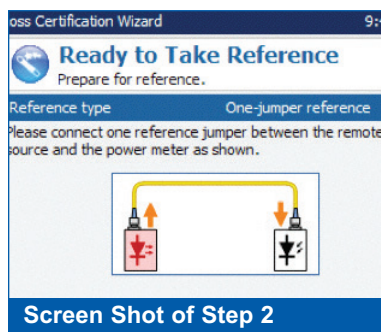 oss Certification Wizard 9:
Ready to Take Reference
Prepare for reference.
Reference type One-jumper reference
Please connect one reference jumper between the remote
source and the power meter as shown.
Screen Shot of Step 2